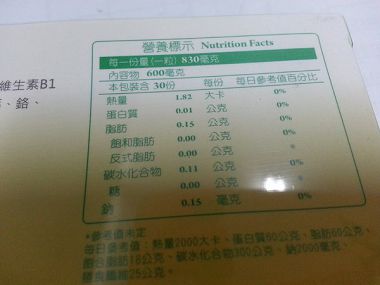 營養標示 Nutrition Facts
每一份量(一粒) 830毫克
內容物 600毫克
本包裝含 30份 每份 每日參考值百分比
熱量 1.82 大卡 0%
蛋白質 0.01 公克 0%
脂肪 0.15 公克 0%
飽和脂肪 0.00 公克 0%
反式脂肪 0.00 公克 *
碳水化合物 0.11 公克 0%
糖 0.00 公克 *
鈉 0.15 毫克 0%
*參考值未定
每日參考值：熱量2000大卡、蛋白質60公克、脂肪60公克、
飽和脂肪18公克、碳水化合物300公克、鈉2000毫克、
25公克。
維生素B1
、鉻、